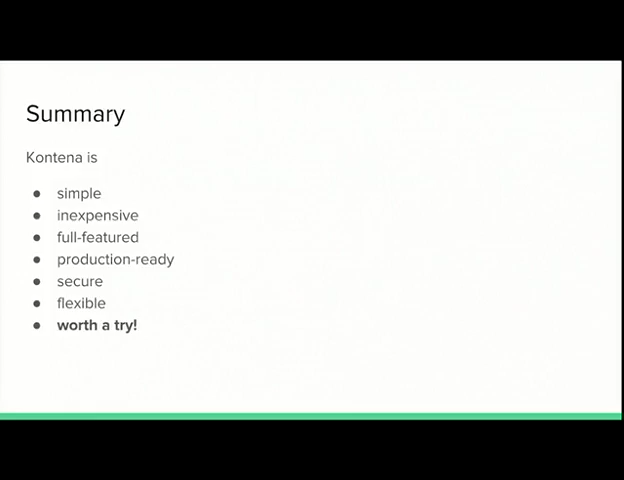 Summary
Kontena is
● simple
● inexpensive
● full-featured
● production-ready
● secure
● flexible
● worth a try!